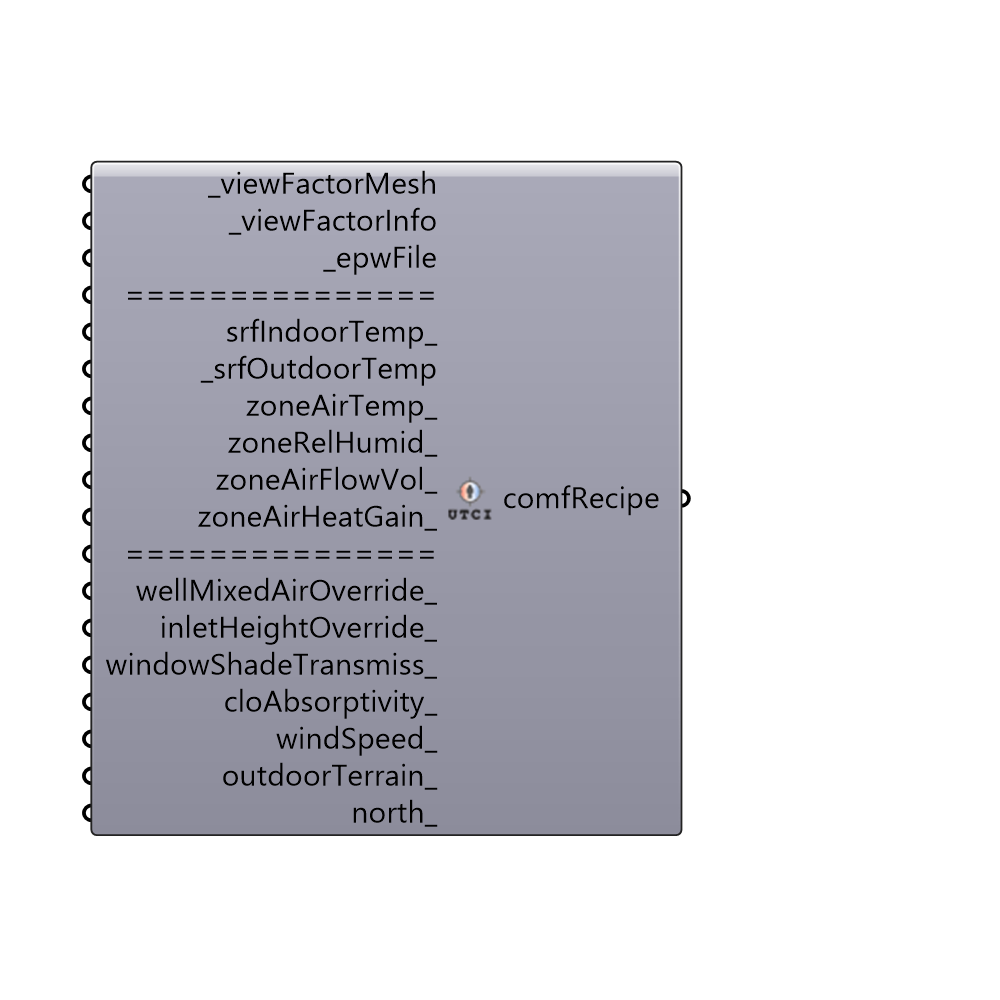 _viewFactorMesh
_viewFactorInfo
_epwFile
===============
srfIndoorTemp_
_srfOutdoorTemp
zoneAirTemp_
zoneRelHumid_
zoneAirFlowVol_
zoneAirHeatGain_
===============
wellMixedAirOverride_
inletHeightOverride_
windowShadeTransmiss_
cloAbsorptivity_
windSpeed_
outdoorTerrain_
north_
UTCI
comfRecipe